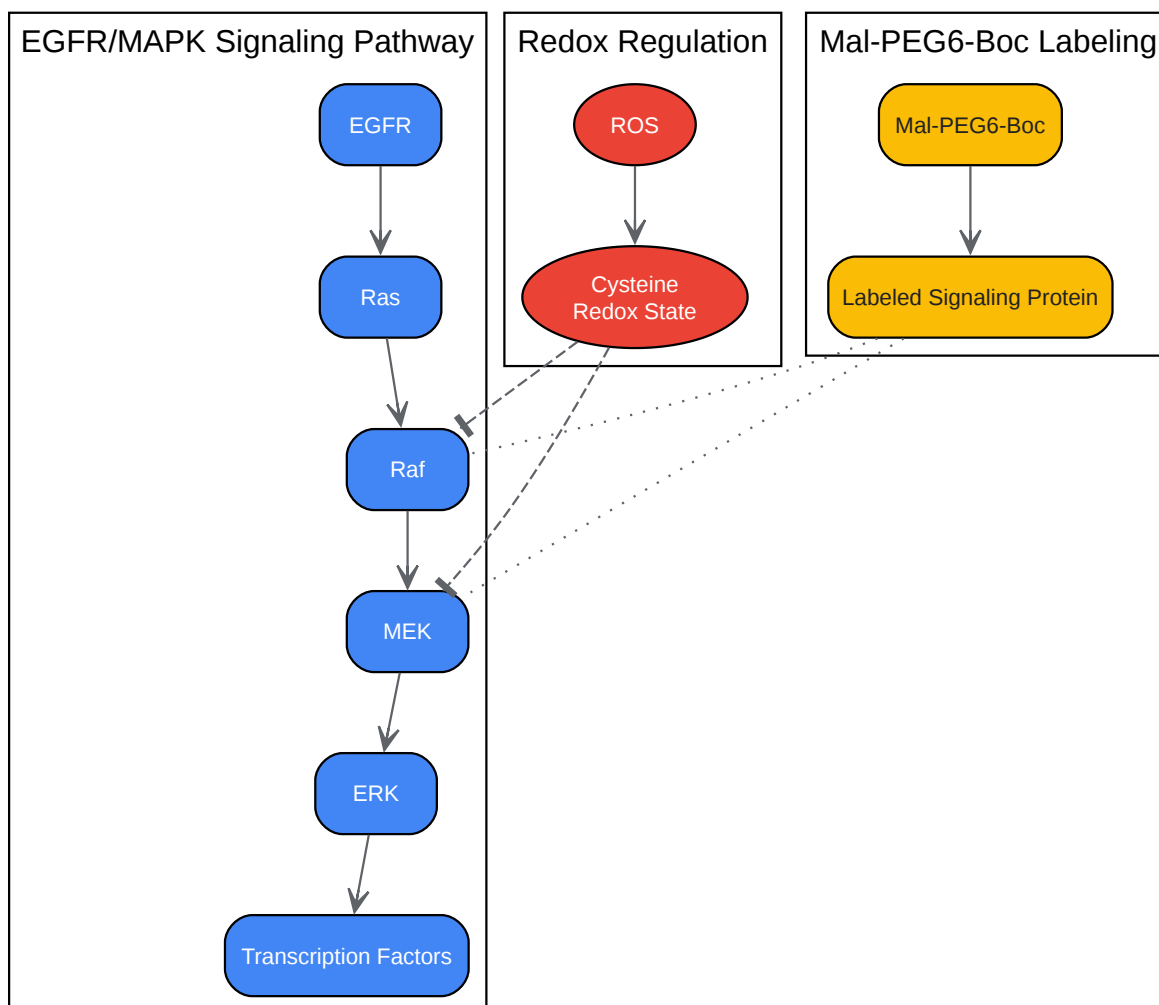 EGFR/MAPK Signaling Pathway
EGFR
Ras
Raf
MEK
ERK
Transcription Factors
Redox Regulation
ROS
Cysteine
Redox State
Mal-PEG6-Boc Labeling
Mal-PEG6-Boc
Labeled Signaling Protein